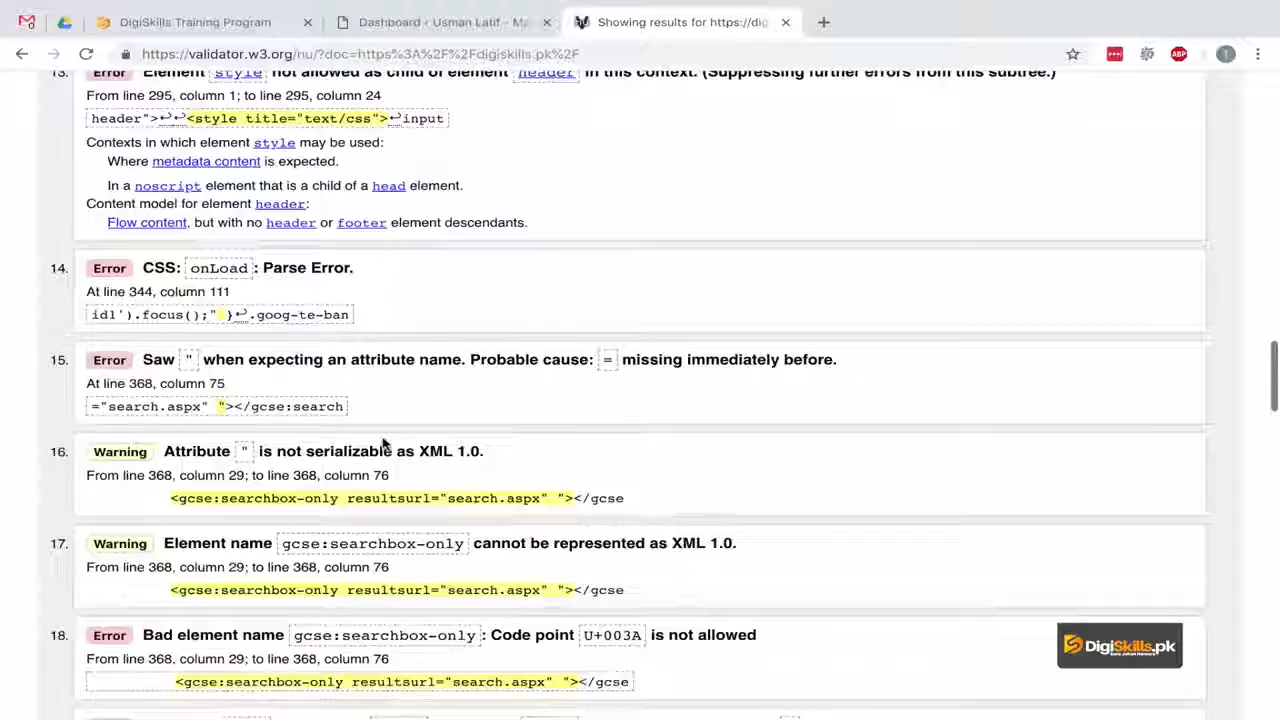 DigiSkills Training Program
Dashboard ‹ Usman Latif - M
Showing results for https://dig
https://validator.w3.org/nu/?doc=https%3A%2F%2Fdigiskills.pk%2F
ABP
T
13. Error Element style not allowed as child of element header in this context. (Suppressing further errors from this subtree.)
From line 295, column 1; to line 295, column 24
header">↩↩<style title="text/css">↩input
Contexts in which element style may be used:
Where metadata content is expected.
In a noscript element that is a child of a head element.
Content model for element header:
Flow content, but with no header or footer element descendants.
14. Error CSS: onLoad: Parse Error.
At line 344, column 111
idl').focus();" }↩.goog-te-ban
15. Error Saw " when expecting an attribute name. Probable cause: = missing immediately before.
At line 368, column 75
="search.aspx" "></gcse:search
16. Warning Attribute " is not serializable as XML 1.0.
From line 368, column 29; to line 368, column 76
<gcse:searchbox-only resultsurl="search.aspx" "></gcse
17. Warning Element name gcse:searchbox-only cannot be represented as XML 1.0.
From line 368, column 29; to line 368, column 76
<gcse:searchbox-only resultsurl="search.aspx" "></gcse
18. Error Bad element name gcse:searchbox-only: Code point U+003A is not allowed
DigiSkills.pk
From line 368, column 29; to line 368, column 76
<gcse:searchbox-only resultsurl="search.aspx" "></gcse